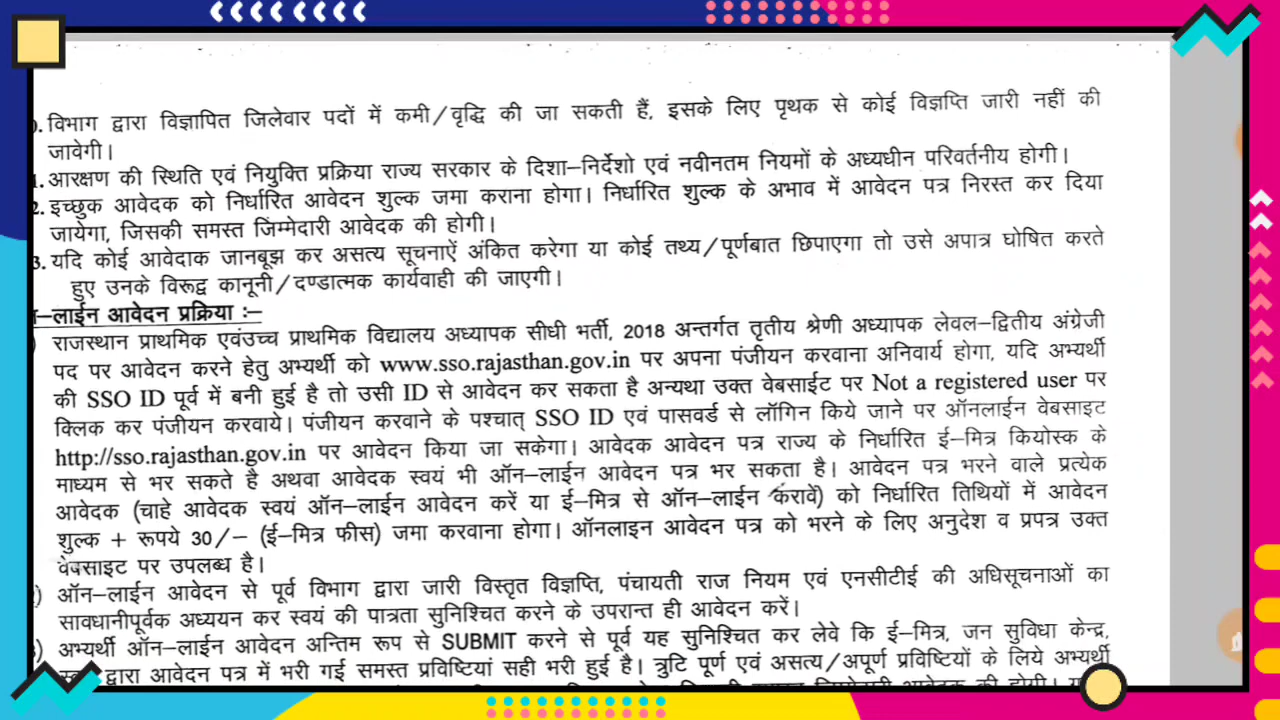 0. विभाग द्वारा विज्ञापित जिलेवार पदों में कमी/वृद्धि की जा सकती हैं, इसके लिए पृथक से कोई विज्ञप्ति जारी नहीं की
जावेगी।
1. आरक्षण की स्थिति एवं नियुक्ति प्रक्रिया राज्य सरकार के दिशा–निर्देशो एवं नवीनतम नियमों के अध्यधीन परिवर्तनीय होगी।
2. इच्छुक आवेदक को निर्धारित आवेदन शुल्क जमा कराना होगा। निर्धारित शुल्क के अभाव में आवेदन पत्र निरस्त कर दिया
जायेगा, जिसकी समस्त जिंम्मेदारी आवेदक की होगी।
3. यदि कोई आवेदाक जानबूझ कर असत्य सूचनाऐं अंकित करेगा या कोई तथ्य/पूर्णबात छिपाएगा तो उसे अपात्र घोषित करते
हुए उनके विरूद्व कानूनी/दण्डात्मक कार्यवाही की जाएगी।
–लाईन आवेदन प्रक्रिया :–
) राजस्थान प्राथमिक एवंउच्च प्राथमिक विद्यालय अध्यापक सीधी भर्ती, 2018 अन्तर्गत तृतीय श्रेणी अध्यापक लेवल–द्वितीय अंग्रेजी
पद पर आवेदन करने हेतु अभ्यर्थी को www.sso.rajasthan.gov.in पर अपना पंजीयन करवाना अनिवार्य होगा, यदि अभ्यर्थी
की SSO ID पूर्व में बनी हुई है तो उसी ID से आवेदन कर सकता है अन्यथा उक्त वेबसाईट पर Not a registered user पर
क्लिक कर पंजीयन करवाये। पंजीयन करवाने के पश्चात् SSO ID एवं पासवर्ड से लॉगिन किये जाने पर ऑनलाईन वेबसाइट
http://sso.rajasthan.gov.in पर आवेदन किया जा सकेगा। आवेदक आवेदन पत्र राज्य के निर्धारित ई–मित्र कियोस्क के
माध्यम से भर सकते है अथवा आवेदक स्वयं भी ऑन–लाईन आवेदन पत्र भर सकता है। आवेदन पत्र भरने वाले प्रत्येक
आवेदक (चाहे आवेदक स्वयं ऑन–लाईन आवेदन करें या ई–मित्र से ऑन–लाईन करावें) को निर्धारित तिथियों में आवेदन
शुल्क + रूपये 30/– (ई–मित्र फीस) जमा करवाना होगा। ऑनलाइन आवेदन पत्र को भरने के लिए अनुदेश व प्रपत्र उक्त
वेबसाइट पर उपलब्ध है।
) ऑन–लाईन आवेदन से पूर्व विभाग द्वारा जारी विस्तृत विज्ञप्ति, पंचायती राज नियम एवं एनसीटीई की अधिसूचनाओं का
सावधानीपूर्वक अध्ययन कर स्वयं की पात्रता सुनिश्चित करने के उपरान्त ही आवेदन करें।
) अभ्यर्थी ऑन–लाईन आवेदन अन्तिम रूप से SUBMIT करने से पूर्व यह सुनिश्चित कर लेवे कि ई–मित्र, जन सुविधा केन्द्र,
द्वारा आवेदन पत्र में भरी गई समस्त प्रविष्टियां सही भरी हुई है। त्रुटि पूर्ण एवं असत्य/अपूर्ण प्रविष्टियों के लिये अभ्यर्थी